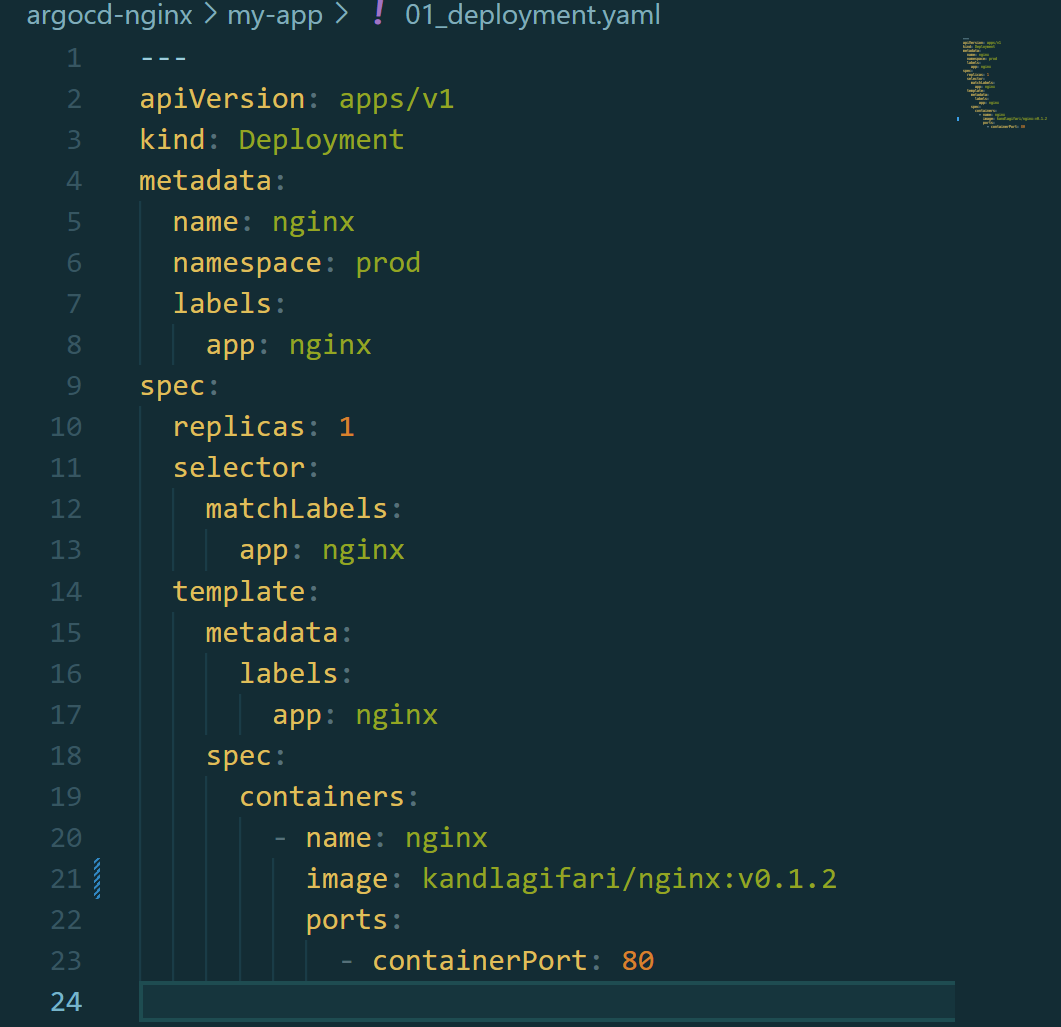 argocd-nginx > my-app > ! 01_deployment.yaml
1 ---
2 apiVersion: apps/v1
3 kind: Deployment
4 metadata:
5   name: nginx
6   namespace: prod
7   labels:
8     app: nginx
9 spec:
10   replicas: 1
11   selector:
12     matchLabels:
13       app: nginx
14   template:
15     metadata:
16       labels:
17         app: nginx
18     spec:
19       containers:
20         - name: nginx
21           image: kandlagifari/nginx:v0.1.2
22           ports:
23             - containerPort: 80
24